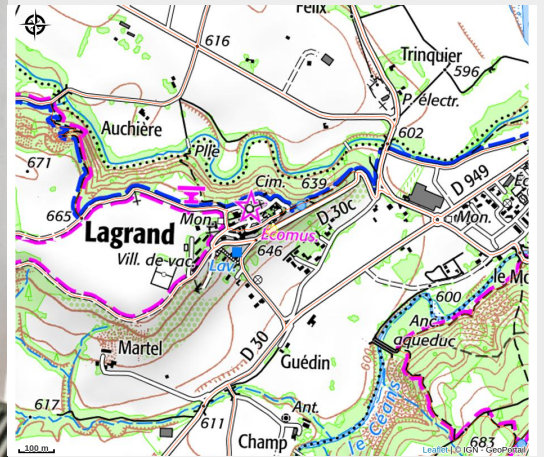 Félix
616
Trinquier
596
P. électr.
Auchière
Plle
602
671
Cim.
639
D 949
D 30C
665
Mon.
Mon.
Lagrand
Ecomus.
Vill. de vac.
Lav.
646
600
le Mo
Anc.
aqueduc
Martel
D 30
Guédin
601
le Céans
617
611
Ant.
Champ
683
100 m
Leaflet | © IGN - GeoPortail